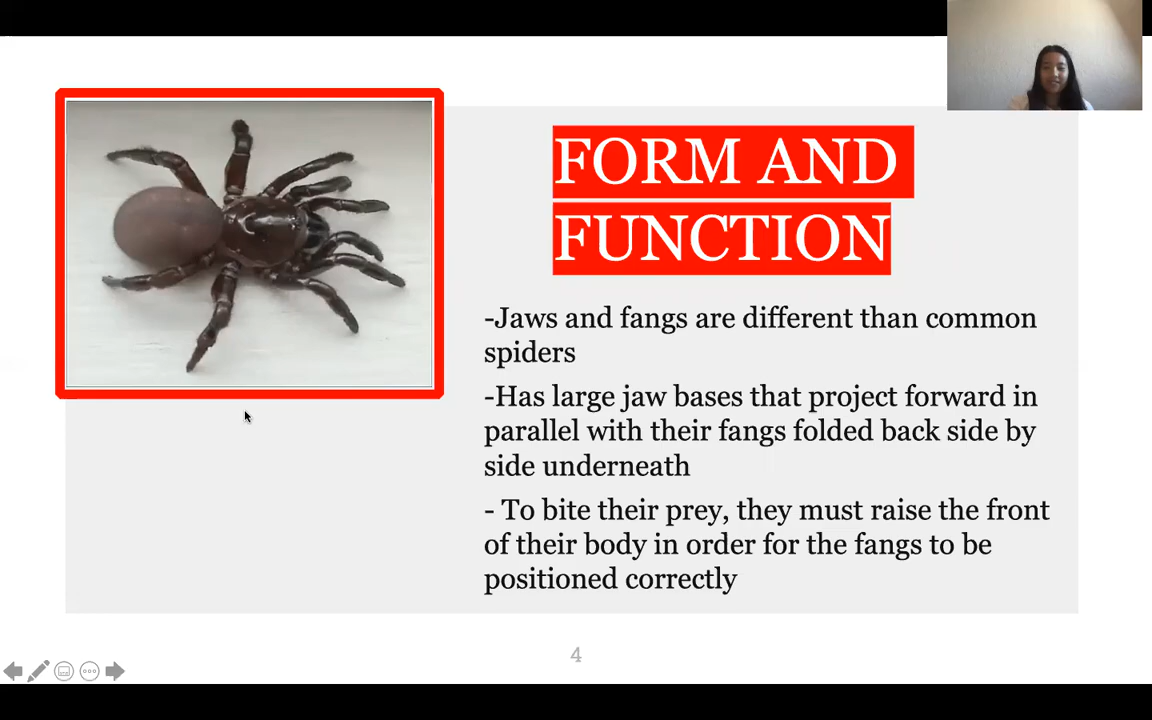 FORM AND
FUNCTION
-Jaws and fangs are different than common
spiders
-Has large jaw bases that project forward in
parallel with their fangs folded back side by
side underneath
- To bite their prey, they must raise the front
of their body in order for the fangs to be
positioned correctly
4